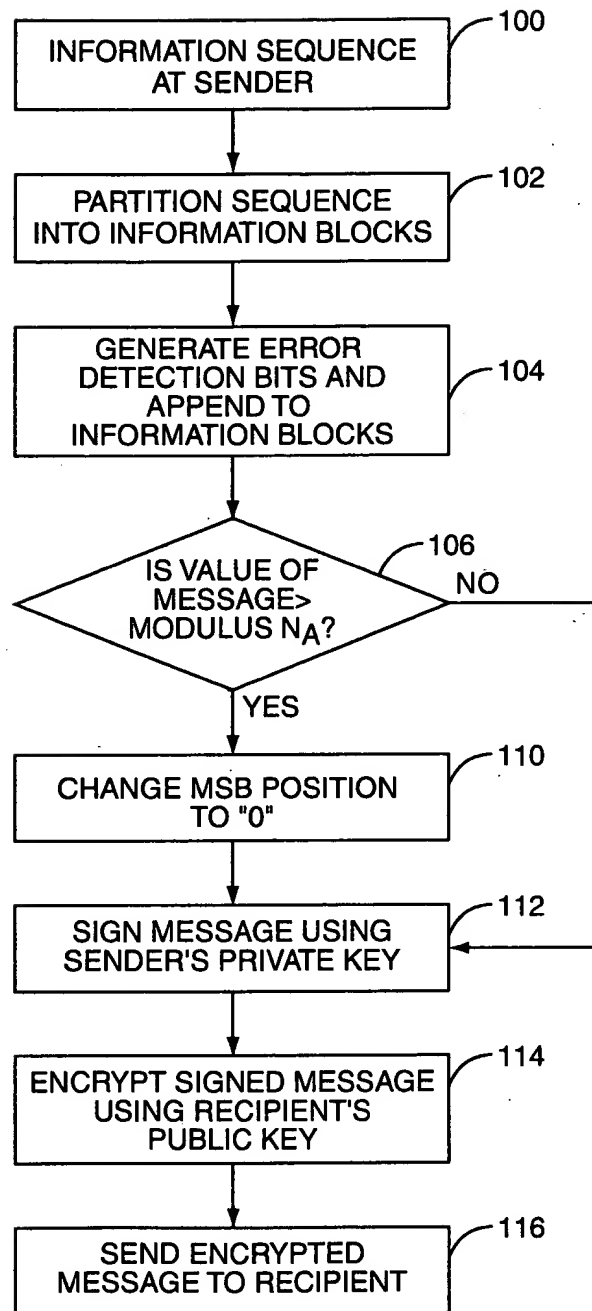 100
INFORMATION SEQUENCE
AT SENDER
102
PARTITION SEQUENCE
INTO INFORMATION BLOCKS
104
GENERATE ERROR
DETECTION BITS AND
APPEND TO
INFORMATION BLOCKS
106
IS VALUE OF
MESSAGE>
MODULUS NA?
NO
YES
110
CHANGE MSB POSITION
TO "0"
112
SIGN MESSAGE USING
SENDER'S PRIVATE KEY
114
ENCRYPT SIGNED MESSAGE
USING RECIPIENT'S
PUBLIC KEY
116
SEND ENCRYPTED
MESSAGE TO RECIPIENT